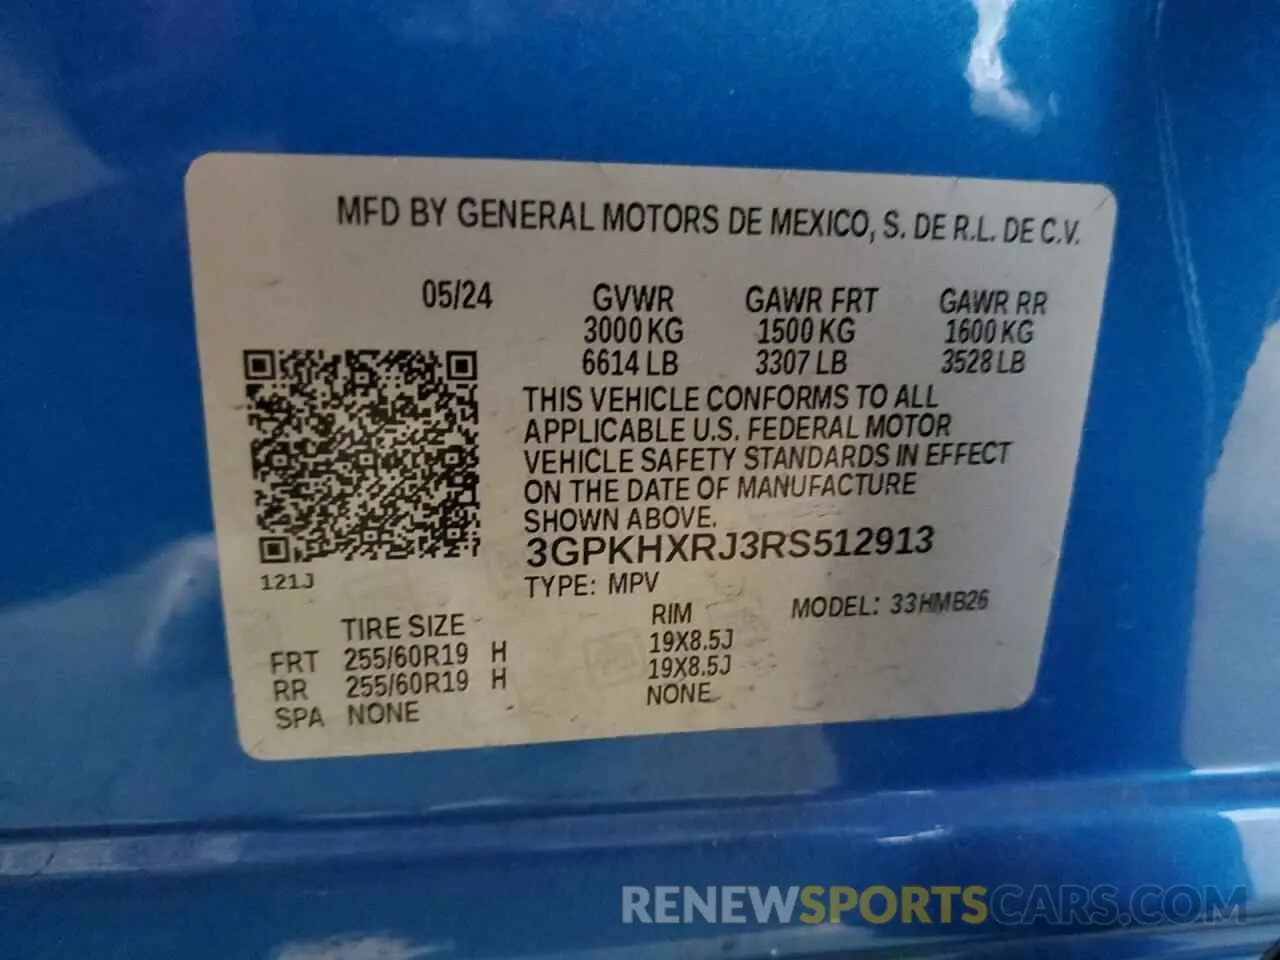 MFD BY GENERAL MOTORS DE MEXICO, S. DE R.L. DE C.V.
05/24 GVWR GAWR FRT GAWR RR
3000 KG 1500 KG 1600 KG
6614 LB 3307 LB 3528 LB
THIS VEHICLE CONFORMS TO ALL
APPLICABLE U.S. FEDERAL MOTOR
VEHICLE SAFETY STANDARDS IN EFFECT
ON THE DATE OF MANUFACTURE
SHOWN ABOVE.
3GPKHXRJ3RS512913
121J TYPE: MPV MODEL: 33HMB26
TIRE SIZE RIM
FRT 255/60R19 H 19X8.5J
RR 255/60R19 H 19X8.5J
SPA NONE NONE
RENEWSPORTSCARS.COM